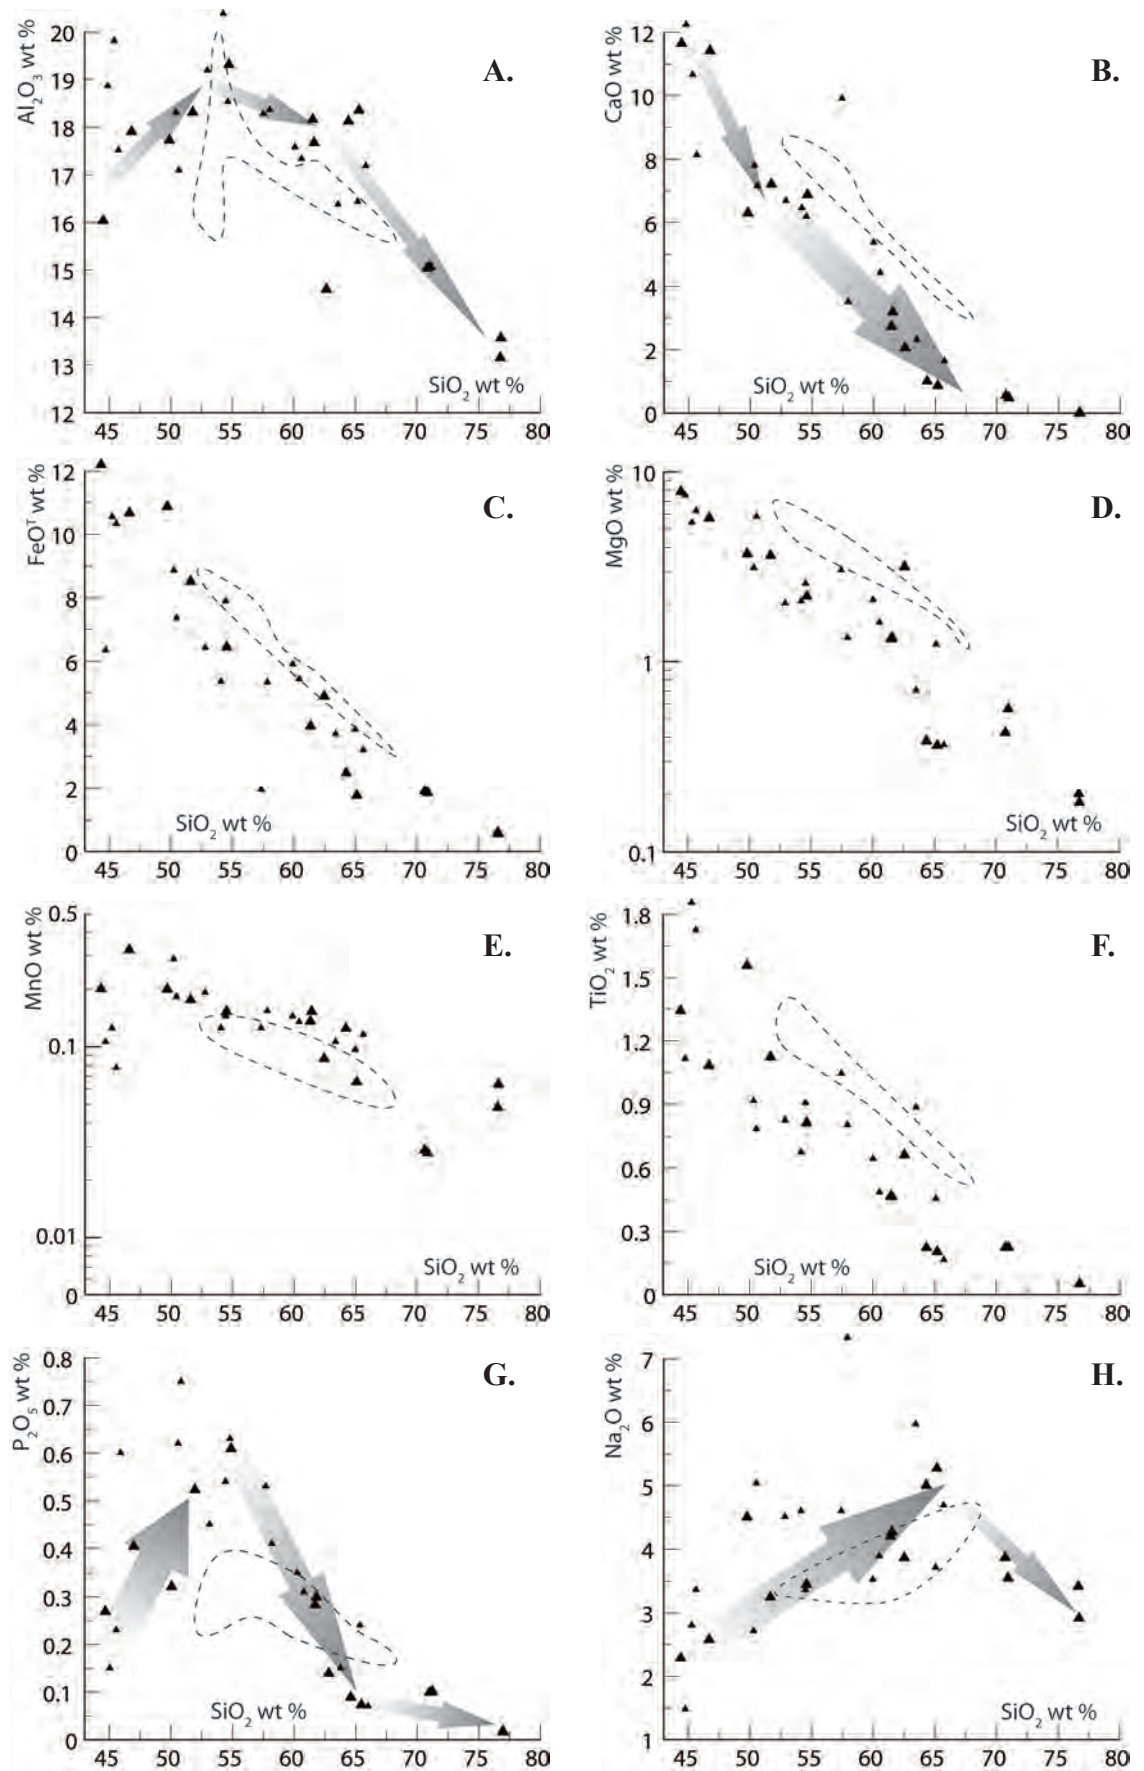 Al₂O₃ wt %
20
19
18
17
16
15
14
13
12
A.
SiO₂ wt %
45 50 55 60 65 70 75 80
CaO wt %
12
10
8
6
4
2
0
B.
SiO₂ wt %
45 50 55 60 65 70 75 80
FeOᵀ wt %
12
10
8
6
4
2
0
C.
SiO₂ wt %
45 50 55 60 65 70 75 80
MgO wt %
10
1
0.1
D.
SiO₂ wt %
45 50 55 60 65 70 75 80
MnO wt %
0.5
0.1
0.01
0
E.
SiO₂ wt %
45 50 55 60 65 70 75 80
TiO₂ wt %
1.8
1.5
1.2
0.9
0.6
0.3
0
F.
SiO₂ wt %
45 50 55 60 65 70 75 80
P₂O₅ wt %
0.8
0.7
0.6
0.5
0.4
0.3
0.2
0.1
0
G.
SiO₂ wt %
45 50 55 60 65 70 75 80
Na₂O wt %
7
6
5
4
3
2
1
H.
SiO₂ wt %
45 50 55 60 65 70 75 80